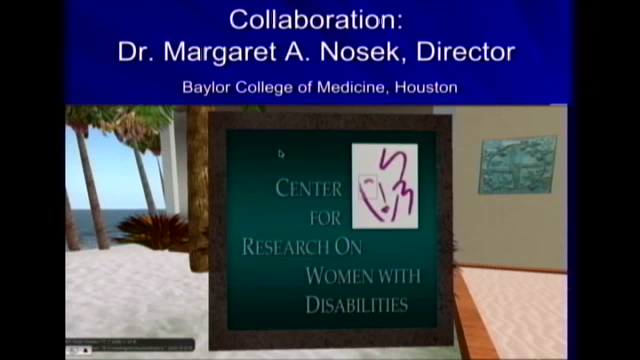 Collaboration:
Dr. Margaret A. Nosek, Director
Baylor College of Medicine, Houston
CENTER
FOR
RESEARCH ON
WOMEN WITH
DISABILITIES